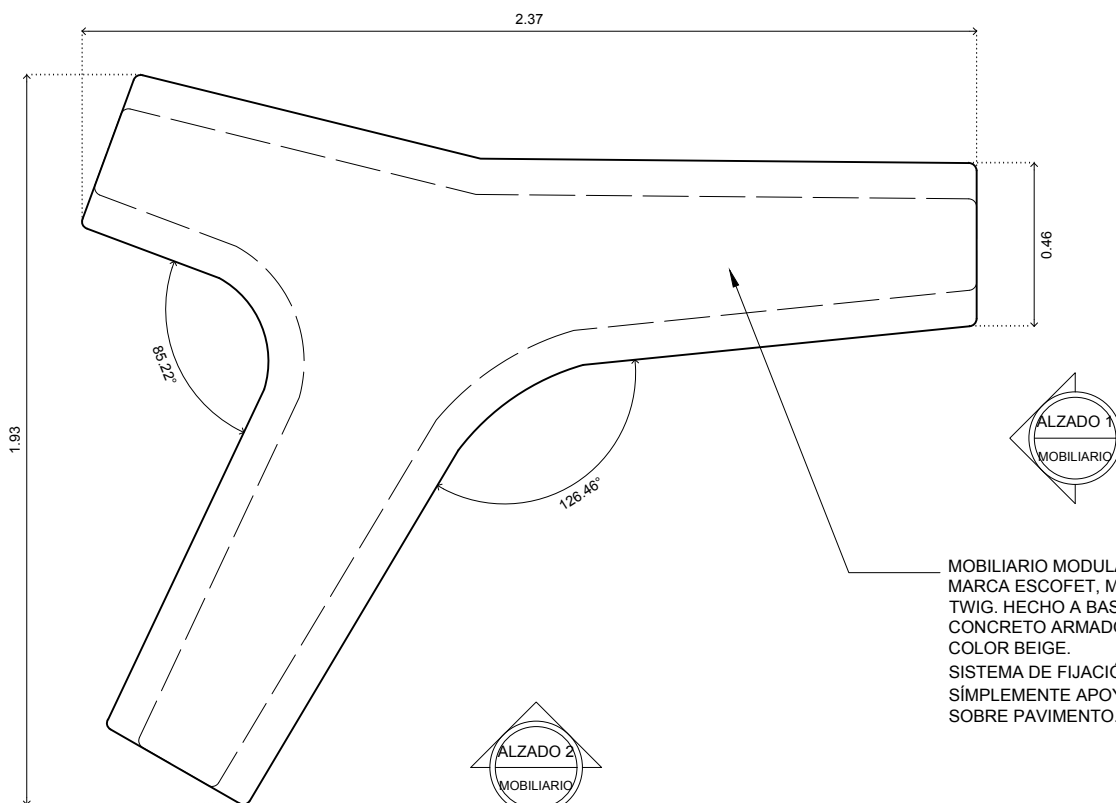 2.37
0.46
85.22°
1.93
126.46°
ALZADO 1
MOBILIARIO
MOBILIARIO
MARCA ESCOFET,
TWIG. HECHO A
CONCRETO
COLOR BEIGE.
SISTEMA DE
SÍMPLEMENTE
SOBRE PAVIMENTO.
ALZADO 2
MOBILIARIO